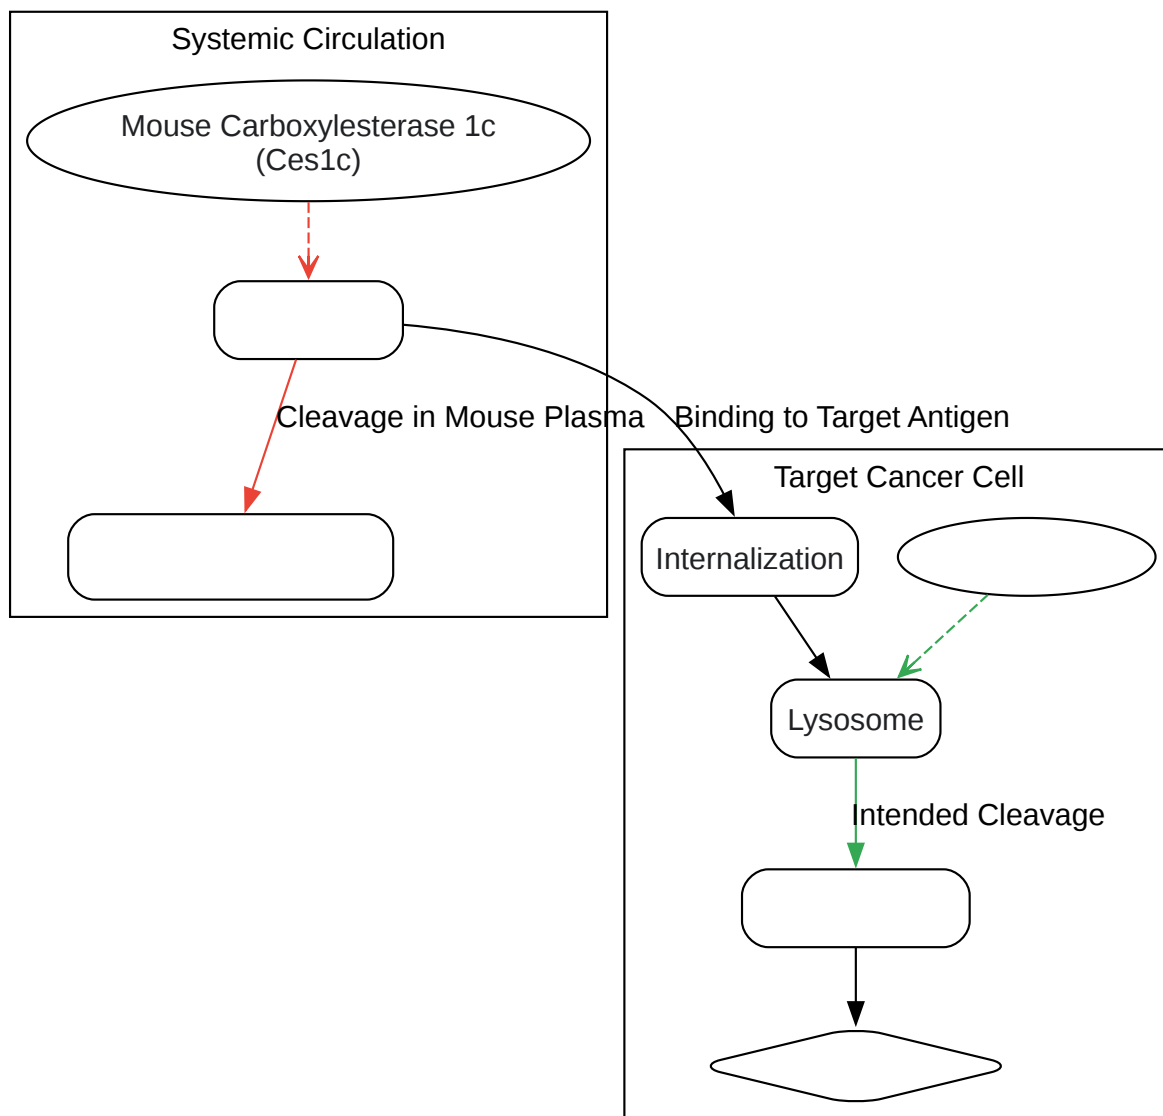 Systemic Circulation
Mouse Carboxylesterase 1c
(Ces1c)
Cleavage in Mouse Plasma
Binding to Target Antigen
Target Cancer Cell
Internalization
Lysosome
Intended Cleavage